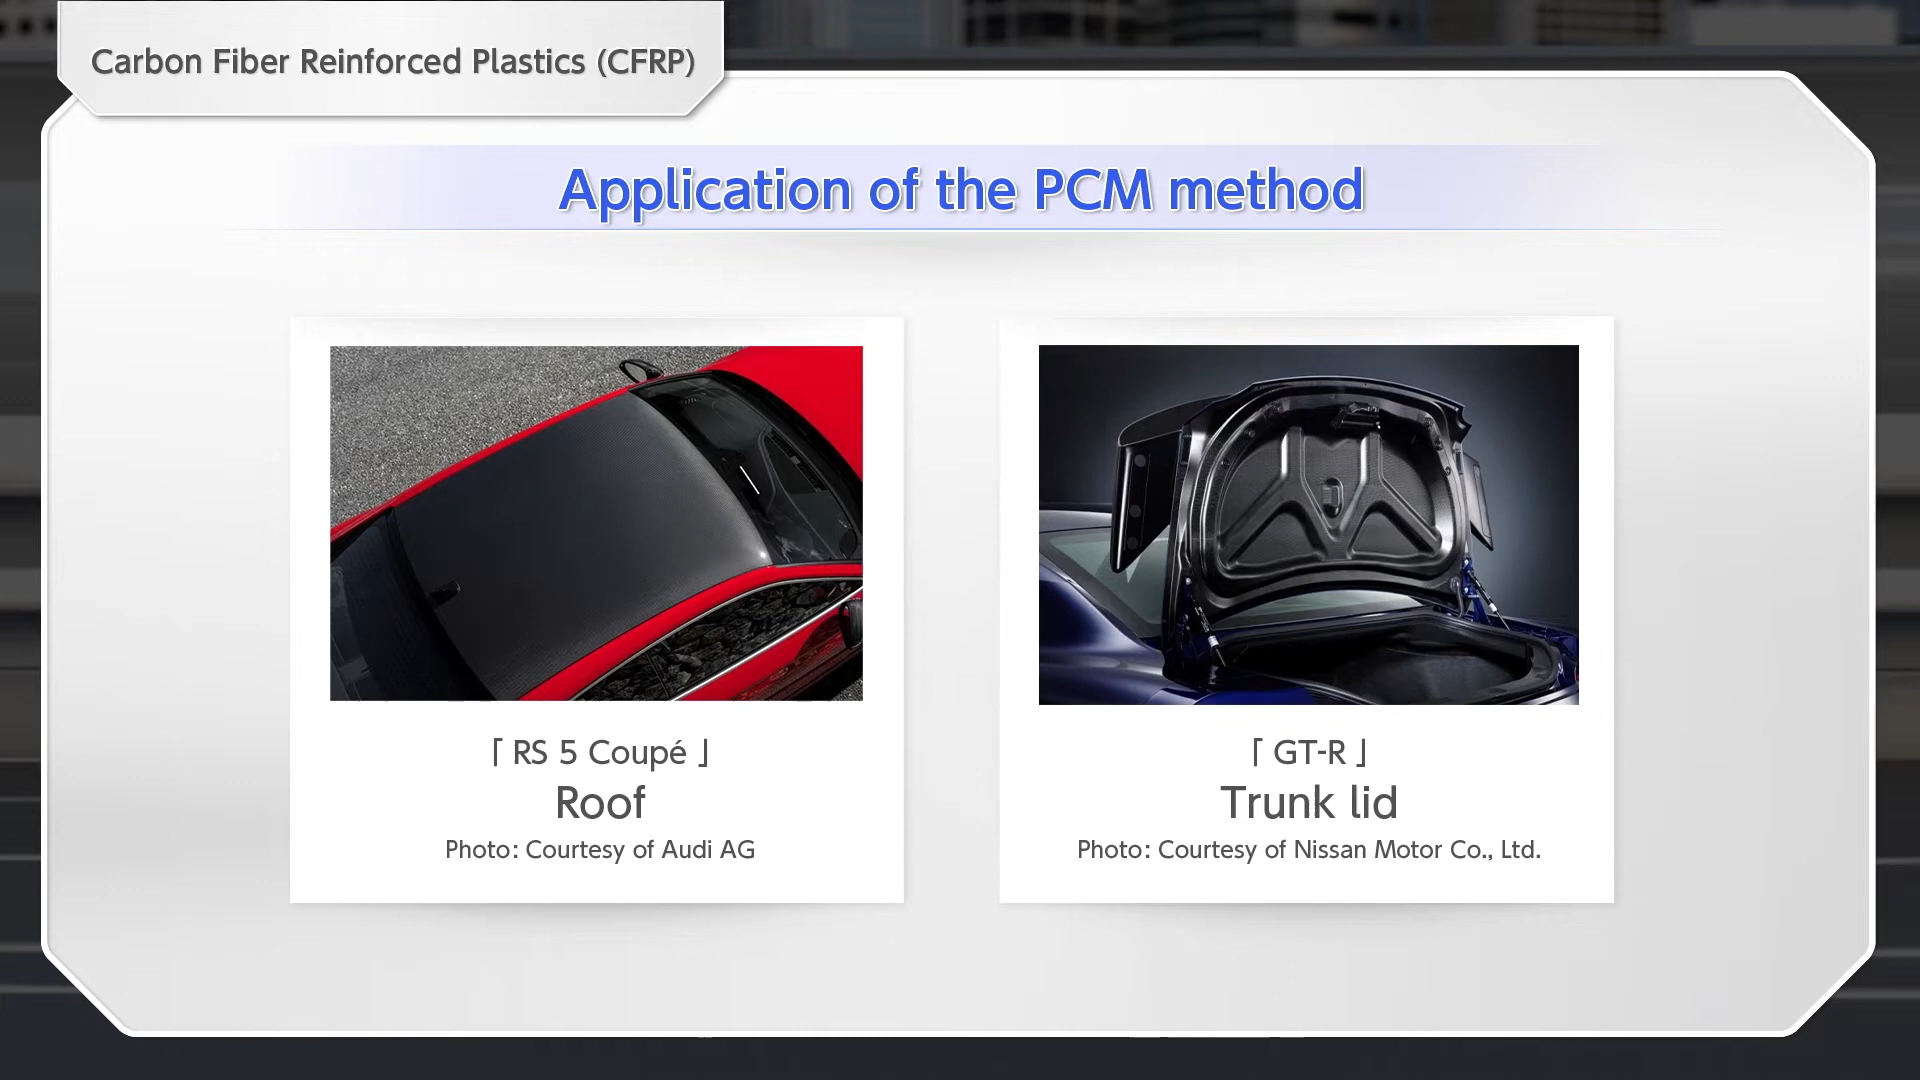 Carbon Fiber Reinforced Plastics (CFRP)
Application of the PCM method
「 RS 5 Coupé 」
Roof
Photo: Courtesy of Audi AG
「 GT-R 」
Trunk lid
Photo: Courtesy of Nissan Motor Co., Ltd.